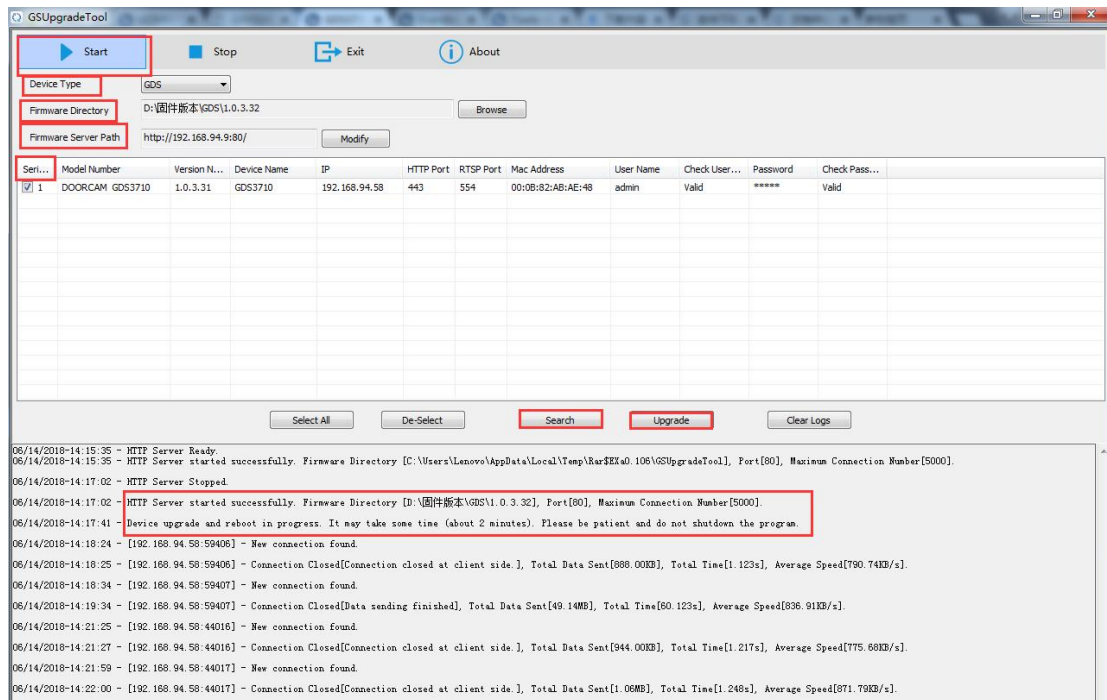 GSUpgradeTool
Start Stop Exit About
Device Type GDS
Firmware Directory D:\固件版本\GDS\1.0.3.32 Browse
Firmware Server Path http://192.168.94.9:80/ Modify
Seri... Model Number Version N... Device Name IP HTTP Port RTSP Port Mac Address User Name Check User... Password Check Pass...
1 DOORCAM GDS3710 1.0.3.31 GDS3710 192.168.94.58 443 554 00:0B:82:AB:AE:48 admin Valid ***** Valid
Select All De-Select Search Upgrade Clear Logs
06/14/2018-14:15:35 - HTTP Server Ready.
06/14/2018-14:15:35 - HTTP Server started successfully. Firmware Directory [C:\Users\Lenovo\AppData\Local\Temp\Rar$EXa0.106\GSUpgradeTool], Port[80], Maximum Connection Number[5000].
06/14/2018-14:17:02 - HTTP Server Stopped.
06/14/2018-14:17:02 - HTTP Server started successfully. Firmware Directory [D:\固件版本\GDS\1.0.3.32], Port[80], Maximum Connection Number[5000].
06/14/2018-14:17:41 - Device upgrade and reboot in progress. It may take some time (about 2 minutes). Please be patient and do not shutdown the program.
06/14/2018-14:18:24 - [192.168.94.58:59406] - New connection found.
06/14/2018-14:18:25 - [192.168.94.58:59406] - Connection Closed[Connection closed at client side.], Total Data Sent[888.00KB], Total Time[1.123s], Average Speed[790.74KB/s].
06/14/2018-14:18:34 - [192.168.94.58:59407] - New connection found.
06/14/2018-14:19:34 - [192.168.94.58:59407] - Connection Closed[Data sending finished], Total Data Sent[49.14MB], Total Time[60.123s], Average Speed[836.91KB/s].
06/14/2018-14:21:25 - [192.168.94.58:44016] - New connection found.
06/14/2018-14:21:27 - [192.168.94.58:44016] - Connection Closed[Connection closed at client side.], Total Data Sent[944.00KB], Total Time[1.217s], Average Speed[775.68KB/s].
06/14/2018-14:21:59 - [192.168.94.58:44017] - New connection found.
06/14/2018-14:22:00 - [192.168.94.58:44017] - Connection Closed[Connection closed at client side.], Total Data Sent[1.06MB], Total Time[1.248s], Average Speed[871.79KB/s].